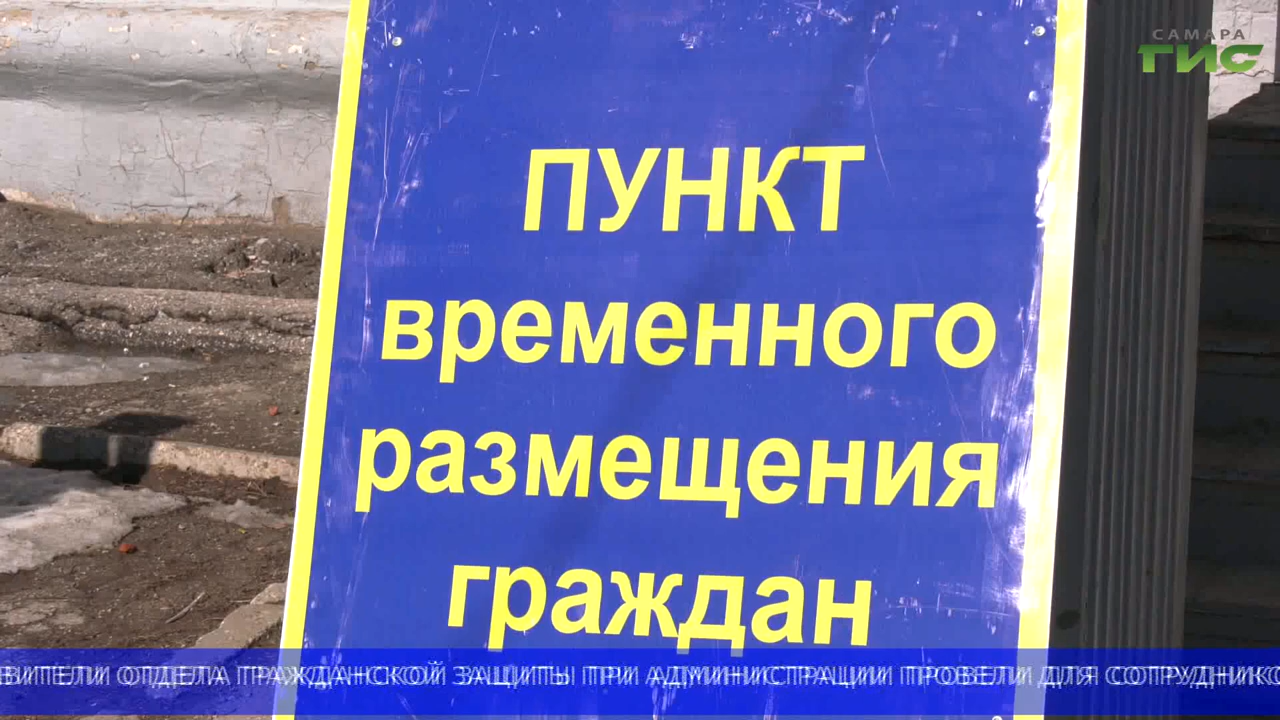 САМАРА
ГИС
ПУНКТ
временного
размещения
граждан
ОТДЕЛА ГРАЖДАНСКОЙ ЗАЩИТЫ ПРИ АДМИНИСТРАЦИИ ПРОВЕЛИ ДЛЯ